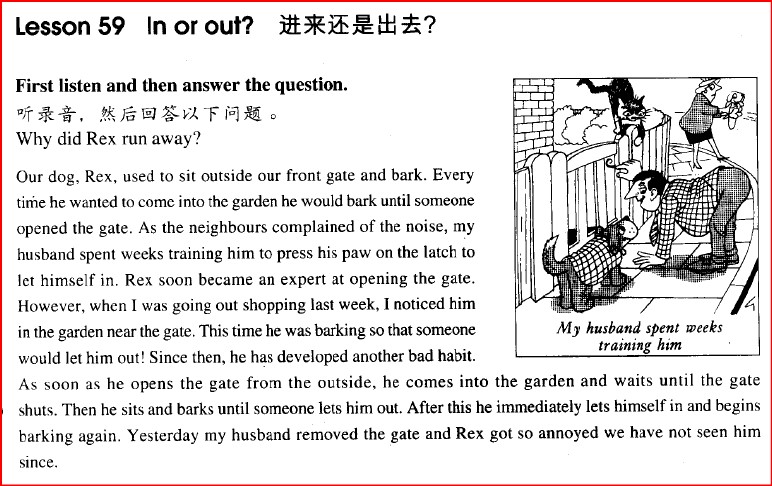 Lesson 59 In or out? 进来还是出去?
First listen and then answer the question.
听录音，然后回答以下问题。
Why did Rex run away?
Our dog, Rex, used to sit outside our front gate and bark. Every
time he wanted to come into the garden he would bark until someone
opened the gate. As the neighbours complained of the noise, my
husband spent weeks training him to press his paw on the latch to
let himself in. Rex soon became an expert at opening the gate.
However, when I was going out shopping last week, I noticed him
in the garden near the gate. This time he was barking so that someone
would let him out! Since then, he has developed another bad habit.
As soon as he opens the gate from the outside, he comes into the garden and waits until the gate
shuts. Then he sits and barks until someone lets him out. After this he immediately lets himself in and begins
barking again. Yesterday my husband removed the gate and Rex got so annoyed we have not seen him
since.
My husband spent weeks
training him